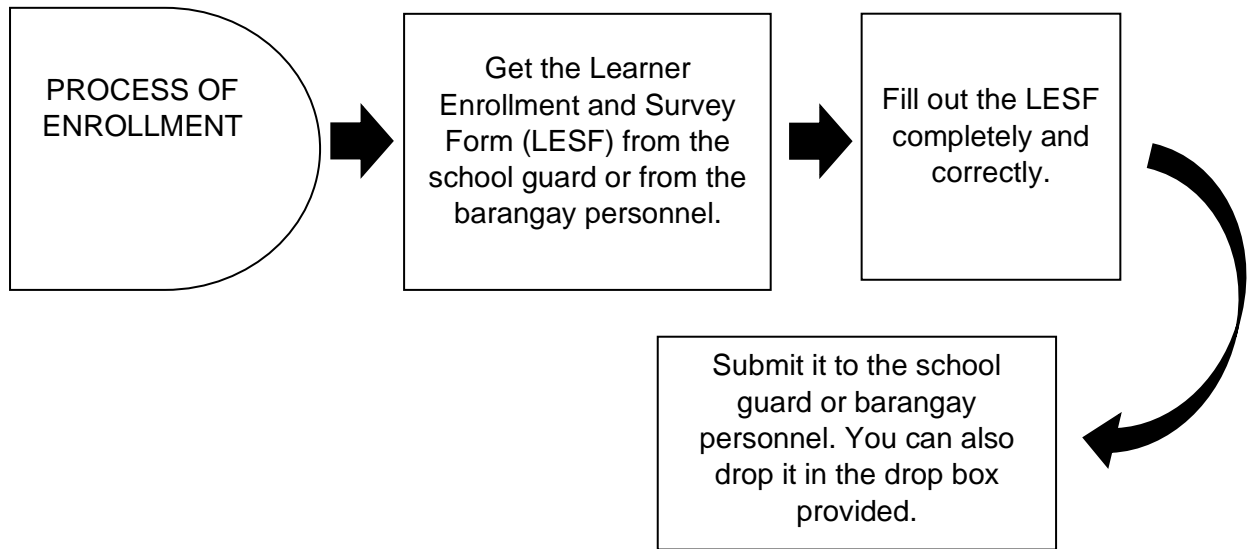 PROCESS OF
ENROLLMENT
Get the Learner
Enrollment and Survey
Form (LESF) from the
school guard or from the
barangay personnel.
Fill out the LESF
completely and
correctly.
Submit it to the school
guard or barangay
personnel. You can also
drop it in the drop box
provided.